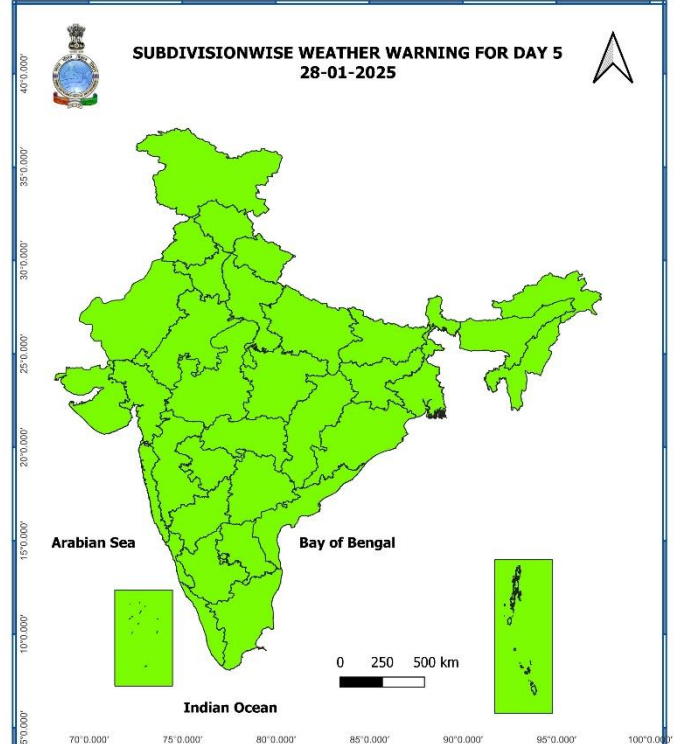 SUBDIVISIONWISE WEATHER WARNING FOR DAY 5
28-01-2025
40°0.000'
35°0.000'
30°0.000'
25°0.000'
20°0.000'
15°0.000'
10°0.000'
5°0.000'
Arabian Sea
Bay of Bengal
0 250 500 km
Indian Ocean
70°0.000' 75°0.000' 80°0.000' 85°0.000' 90°0.000' 95°0.000' 100°0.000'